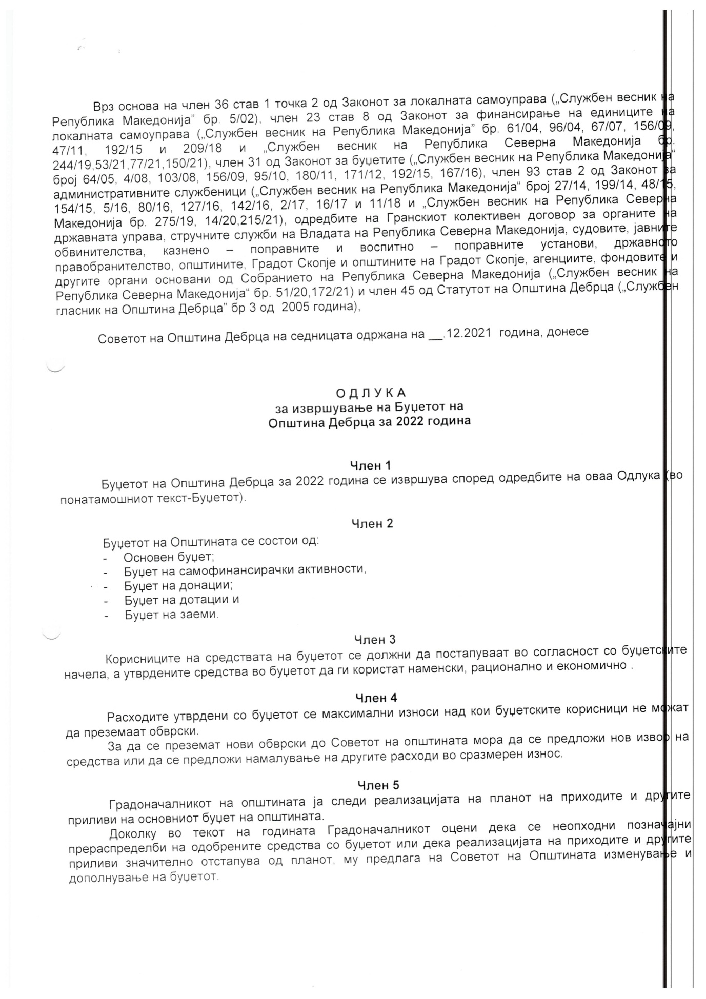 Врз основа на член 36 став 1 точка 2 од Законот за локалната самоуправа („Службен весник на
Република Македонија” бр. 5/02), член 23 став 8 од Законот за финансирање на единиците на
локалната самоуправа („Службен весник на Република Македонија” бр. 61/04, 96/04, 67/07, 156/09,
47/11, 192/15 и 209/18 и „Службен весник на Република Северна Македонија бр.
244/19,53/21,77/21,150/21), член 31 од Законот за буџетите („Службен весник на Република Македонија“
број 64/05, 4/08, 103/08, 156/09, 95/10, 180/11, 171/12, 192/15, 167/16), член 93 став 2 од Законот за
административните службеници („Службен весник на Република Македонија“ број 27/14, 199/14, 48/15,
154/15, 5/16, 80/16, 127/16, 142/16, 2/17, 16/17 и 11/18 и „Службен весник на Република Северна
Македонија бр. 275/19, 14/20,215/21), одредбите на Гранскиот колективен договор за органите на
државната управа, стручните служби на Владата на Република Северна Македонија, судовите, јавните
обвинителства, казнено – поправните и воспитно – поправните установи, државното
правобранителство, општините, Градот Скопје и општините на Градот Скопје, агенциите, фондовите и
другите органи основани од Собранието на Република Северна Македонија („Службен весник на
Република Северна Македонија“ бр. 51/20,172/21) и член 45 од Статутот на Општина Дебрца („Службен
гласник на Општина Дебрца” бр 3 од 2005 година),
Советот на Општина Дебрца на седницата одржана на __.12.2021 година, донесе
О Д Л У К А
за извршување на Буџетот на
Општина Дебрца за 2022 година
Член 1
Буџетот на Општина Дебрца за 2022 година се извршува според одредбите на оваа Одлука (во
понатамошниот текст-Буџетот).
Член 2
Буџетот на Општината се состои од:
- Основен буџет;
- Буџет на самофинансирачки активности,
- Буџет на донации;
- Буџет на дотации и
- Буџет на заеми.
Член 3
Корисниците на средствата на буџетот се должни да постапуваат во согласност со буџетските
начела, а утврдените средства во буџетот да ги користат наменски, рационално и економично .
Член 4
Расходите утврдени со буџетот се максимални износи над кои буџетските корисници не можат
да преземаат обврски.
За да се преземат нови обврски до Советот на општината мора да се предложи нов извор на
средства или да се предложи намалување на другите расходи во сразмерен износ.
Член 5
Градоначалникот на општината ја следи реализацијата на планот на приходите и другите
приливи на основниот буџет на општината.
Доколку во текот на годината Градоначалникот оцени дека се неопходни позначајни
прераспределби на одобрените средства со буџетот или дека реализацијата на приходите и другите
приливи значително отстапува од планот, му предлага на Советот на Општината изменување и
дополнување на буџетот.